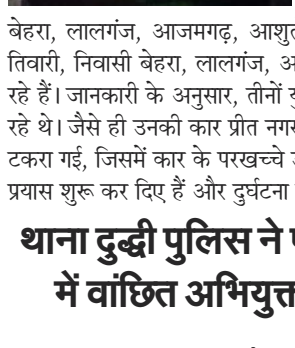 बेहरा, लालगंज, आजमगढ़, आशुत
तिवारी, निवासी बेहरा, लालगंज, अ
रहे हैं। जानकारी के अनुसार, तीनों
रहे थे। जैसे ही उनकी कार प्रीत नगर
टकरा गई, जिसमें कार के परखच्चे
प्रयास शुरू कर दिए हैं और दुर्घटना
थाना दुद्धी पुलिस ने
में वांछित अभियुक्त